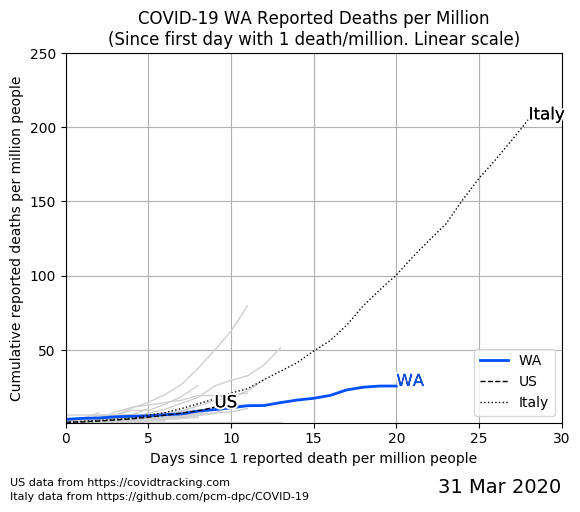 COVID-19 WA Reported Deaths per Million
(Since first day with 1 death/million. Linear scale)
Cumulative reported deaths per million people
250
200
150
100
50
Italy
WA
US
WA
US
Italy
0
5
10
15
20
25
30
Days since 1 reported death per million people
US data from https://covidtracking.com
Italy data from https://github.com/pcm-dpc/COVID-19
31 Mar 2020